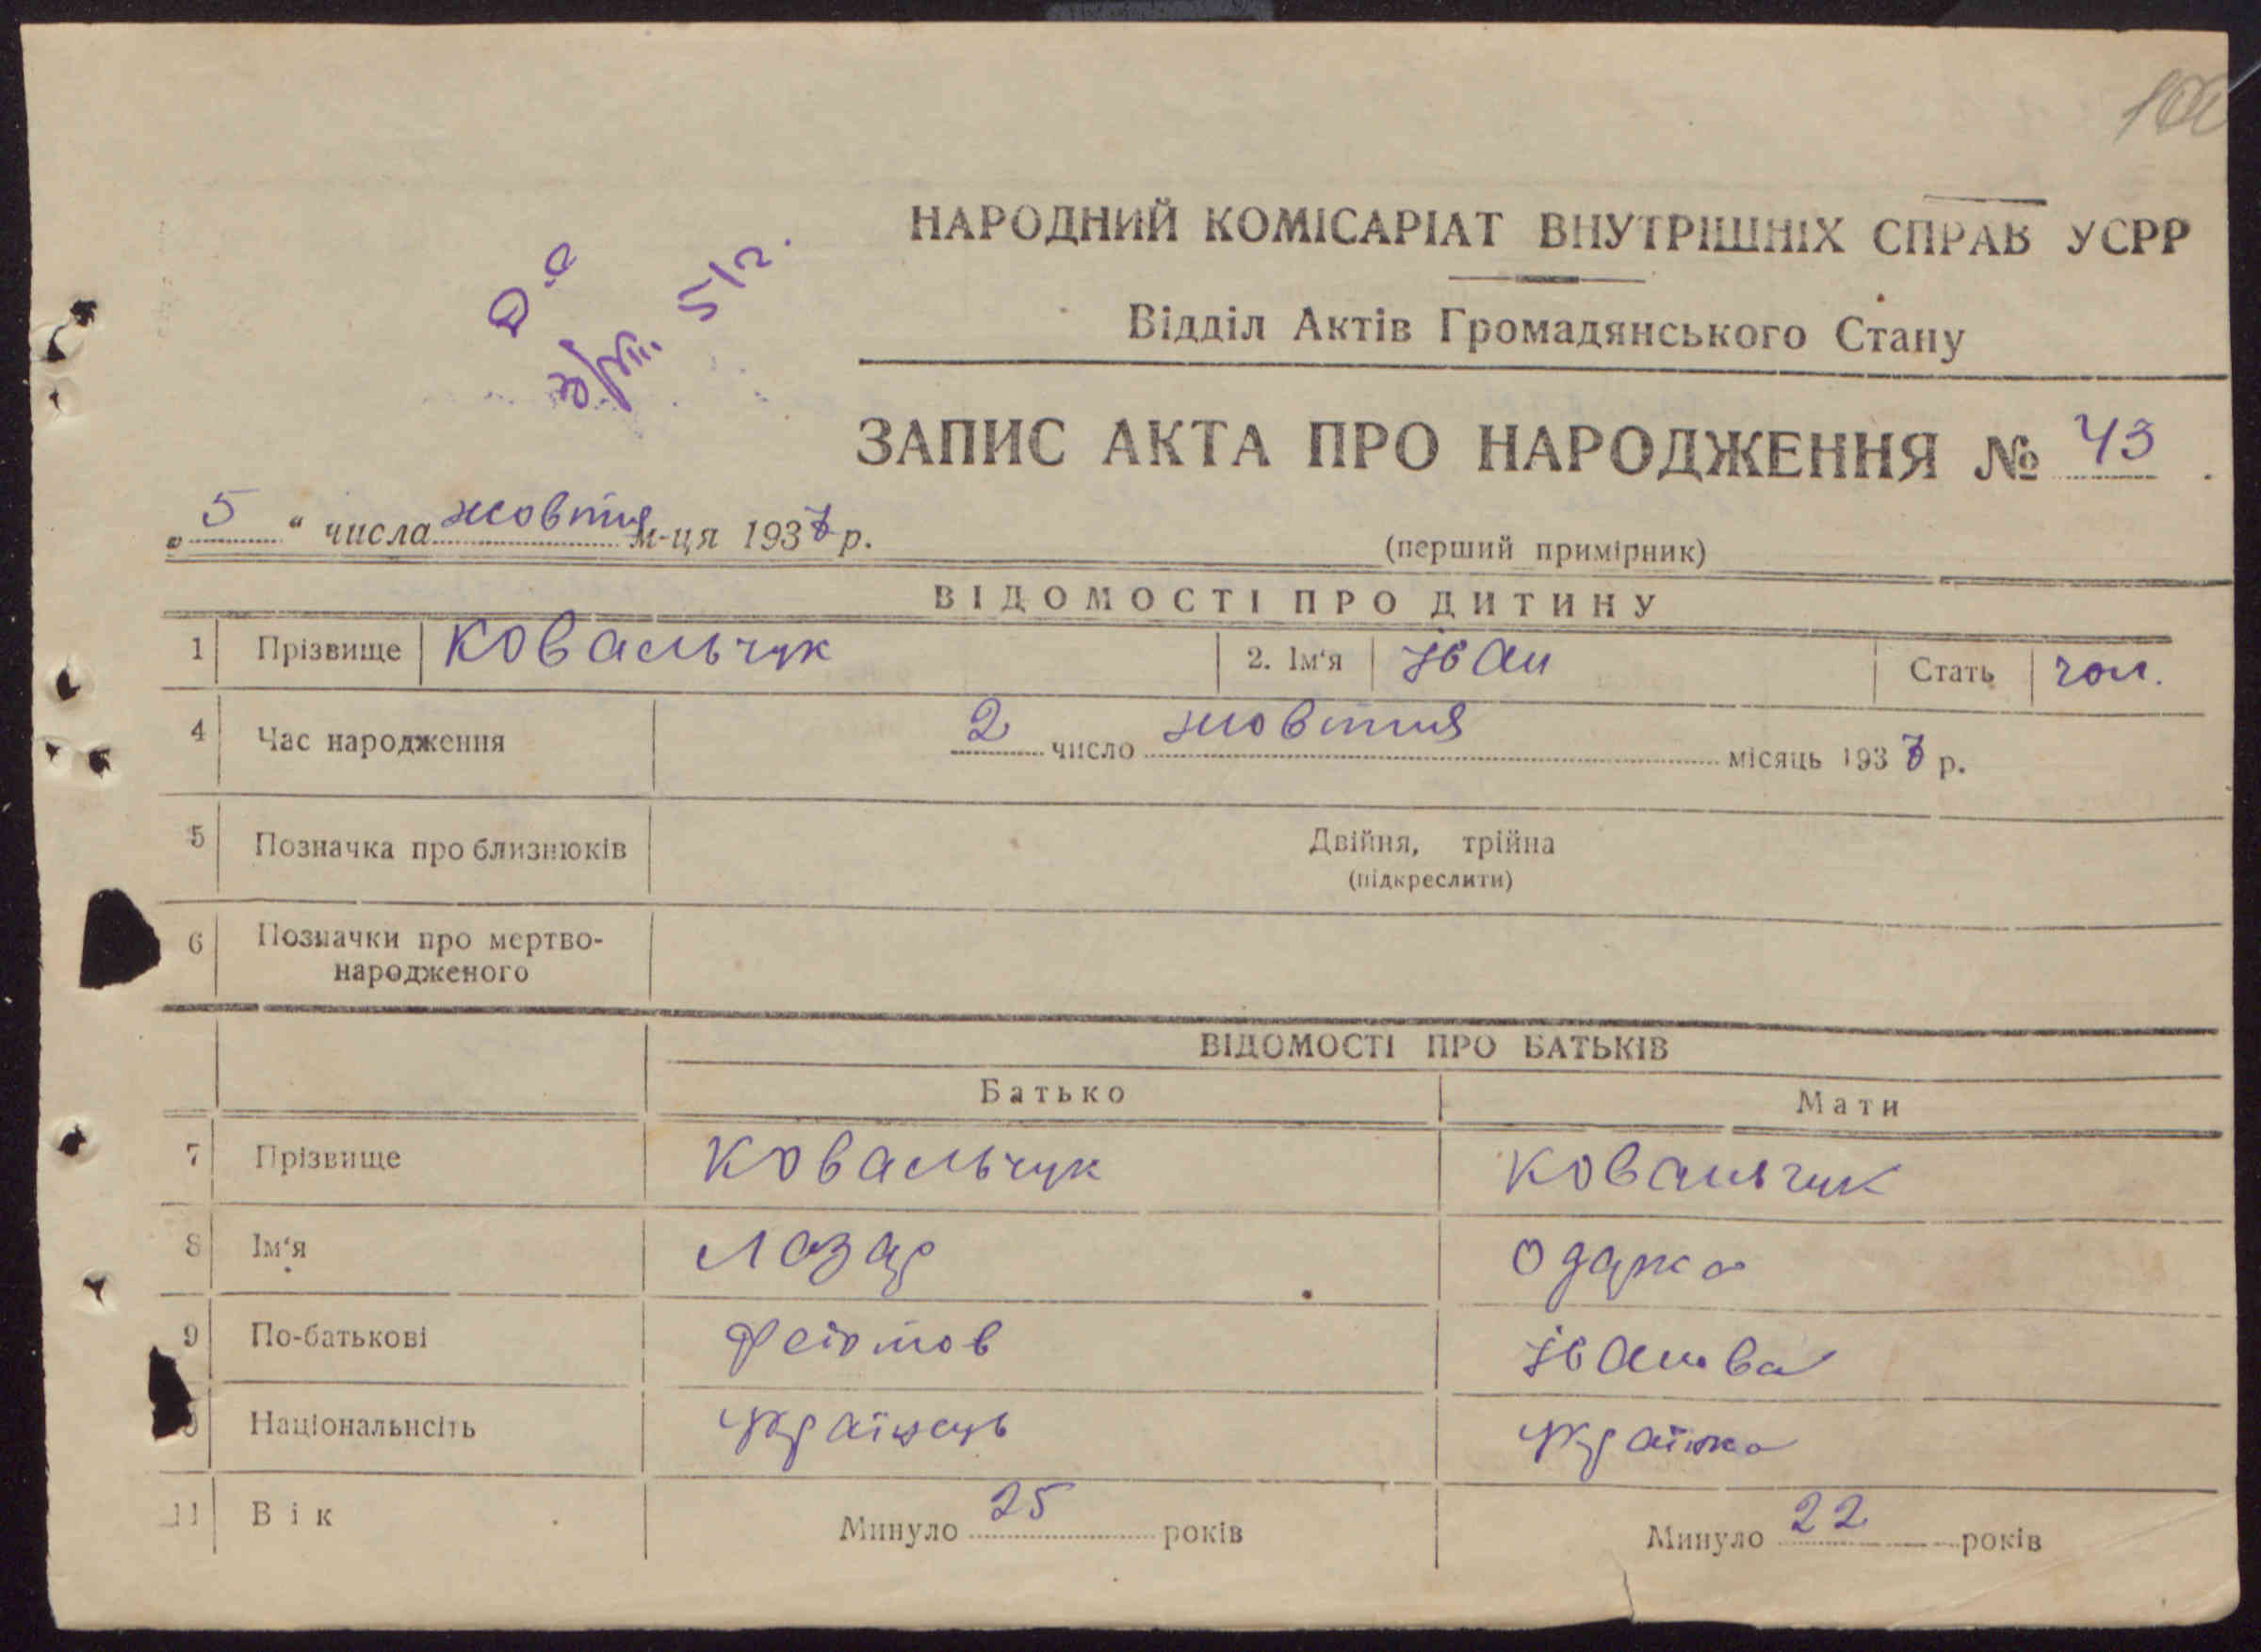 НАРОДНИЙ КОМІСАРІАТ ВНУТРІШНІХ СПРАВ УСРР
Відділ Актів Громадянського Стану
ЗАПИС АКТА ПРО НАРОДЖЕННЯ № 43
„ 5 “ числа жовтня м-ця 1937 р.
(перший примірник)
ВІДОМОСТІ ПРО ДИТИНУ
1 Прізвище Ковальчук 2. Ім‘я Іван Стать чол.
4 Час народження 2 число жовтня місяць 1937 р.
5 Позначка про близнюків Двійня, трійна
(підкреслити)
6 Позначки про мертво-
народженого
ВІДОМОСТІ ПРО БАТЬКІВ
Батько Мати
7 Прізвище Ковальчук Ковальчук
8 Ім‘я Лазар Одарка
9 По-батькові Івановa
Національнсіть Українець Українка
11 Вік Минуло 25 років Минуло 22 років